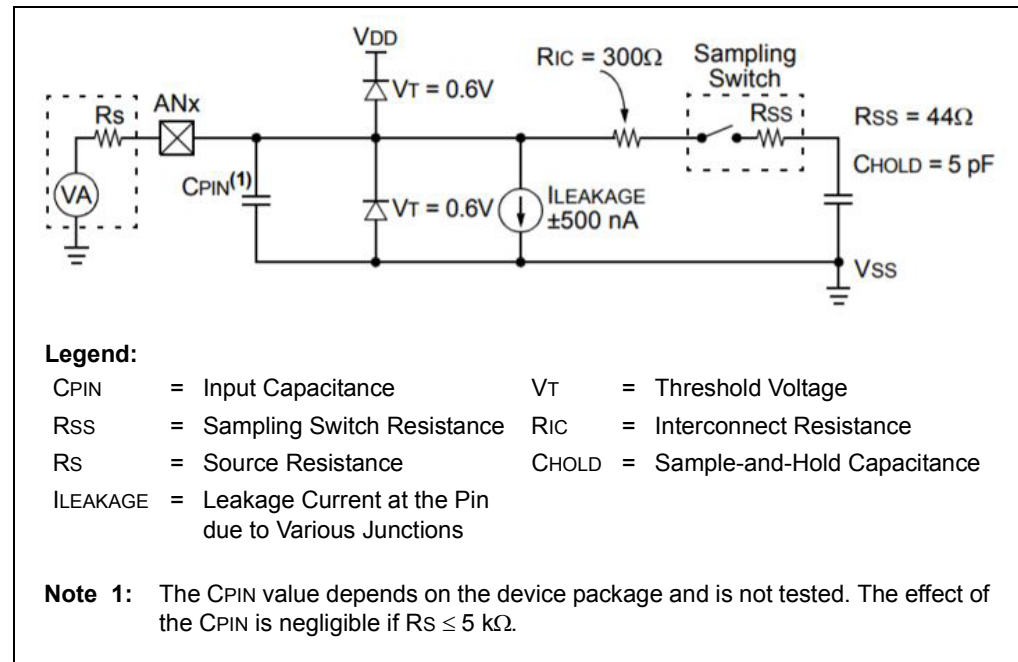 VDD
RIC = 300Ω
Sampling
Switch
VT = 0.6V
Rs
ANx
RSS
RSS = 44Ω
CHOLD = 5 pF
VA
CPIN(1)
VT = 0.6V
ILEAKAGE
±500 nA
VSS
Legend:
CPIN = Input Capacitance VT = Threshold Voltage
RSS = Sampling Switch Resistance RIC = Interconnect Resistance
RS = Source Resistance CHOLD = Sample-and-Hold Capacitance
ILEAKAGE = Leakage Current at the Pin
due to Various Junctions
Note 1: The CPIN value depends on the device package and is not tested. The effect of
the CPIN is negligible if RS ≤ 5 kΩ.